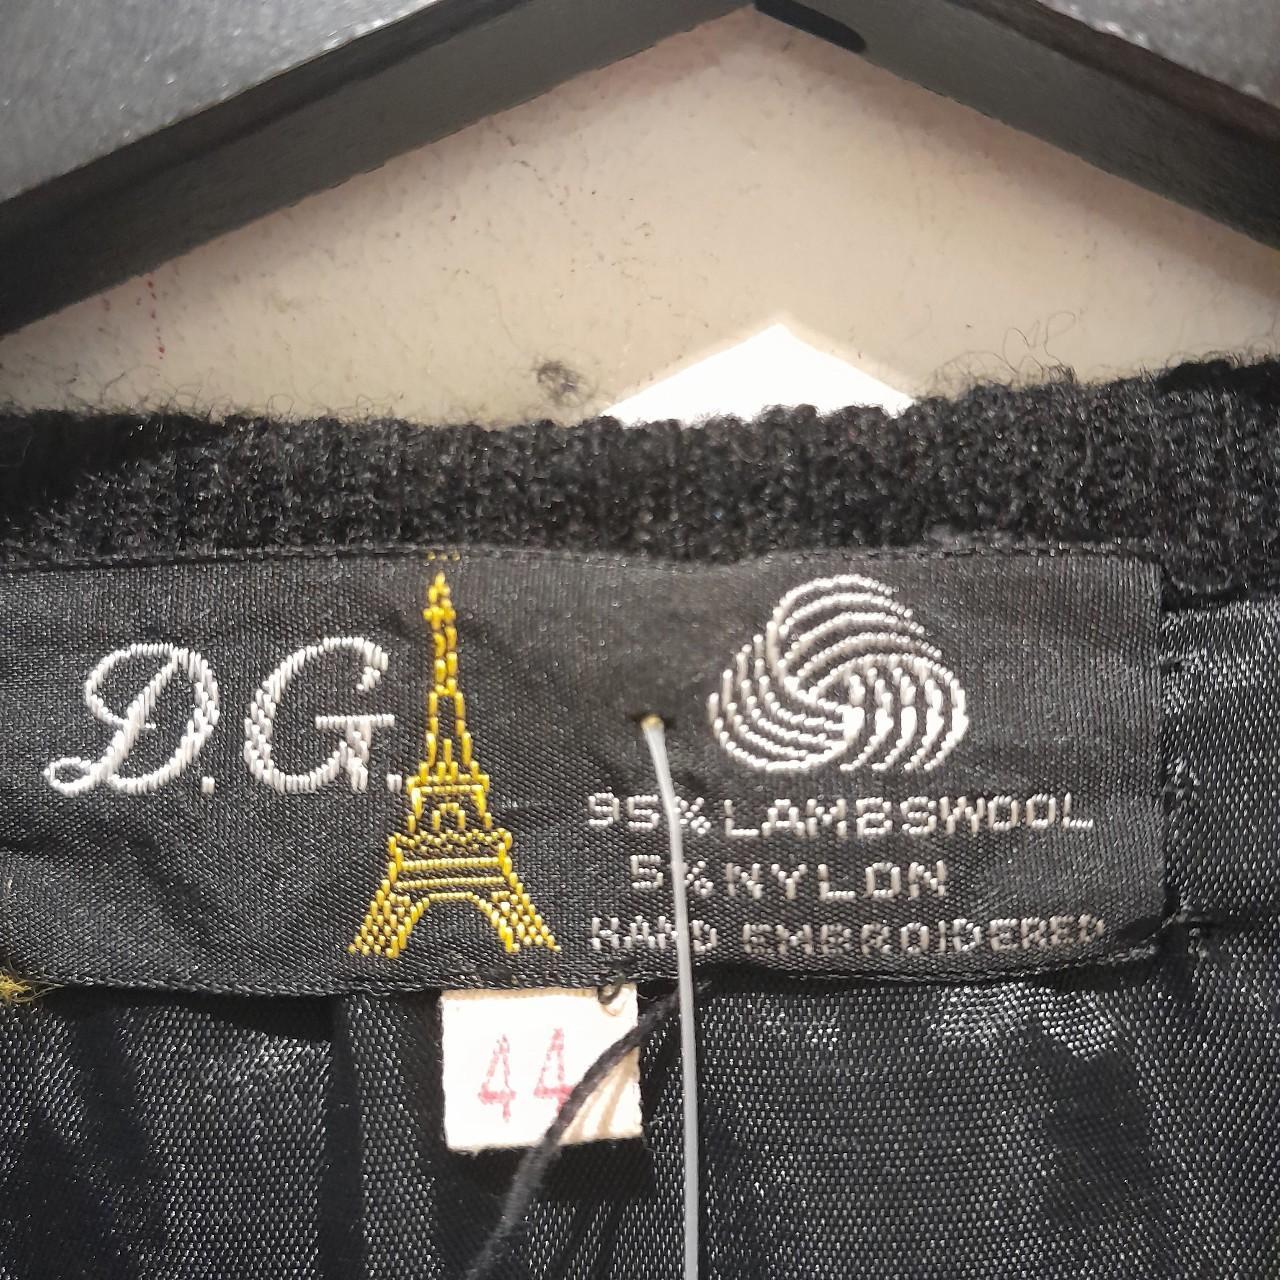 D.G.
95% LAMBSWOOL
5% NYLON
HAND EMBROIDERED
44